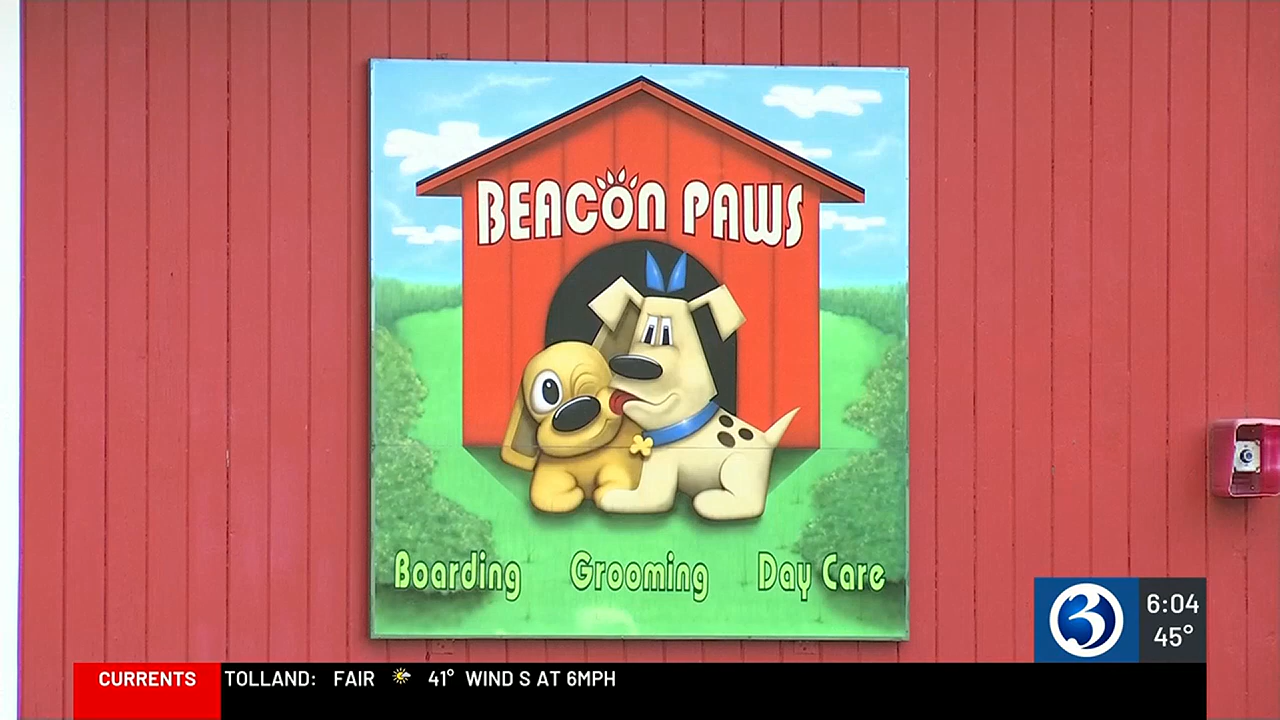 BEACON PAWS
Boarding Grooming Day Care
3
6:04
45°
CURRENTS TOLLAND: FAIR 41° WIND S AT 6MPH